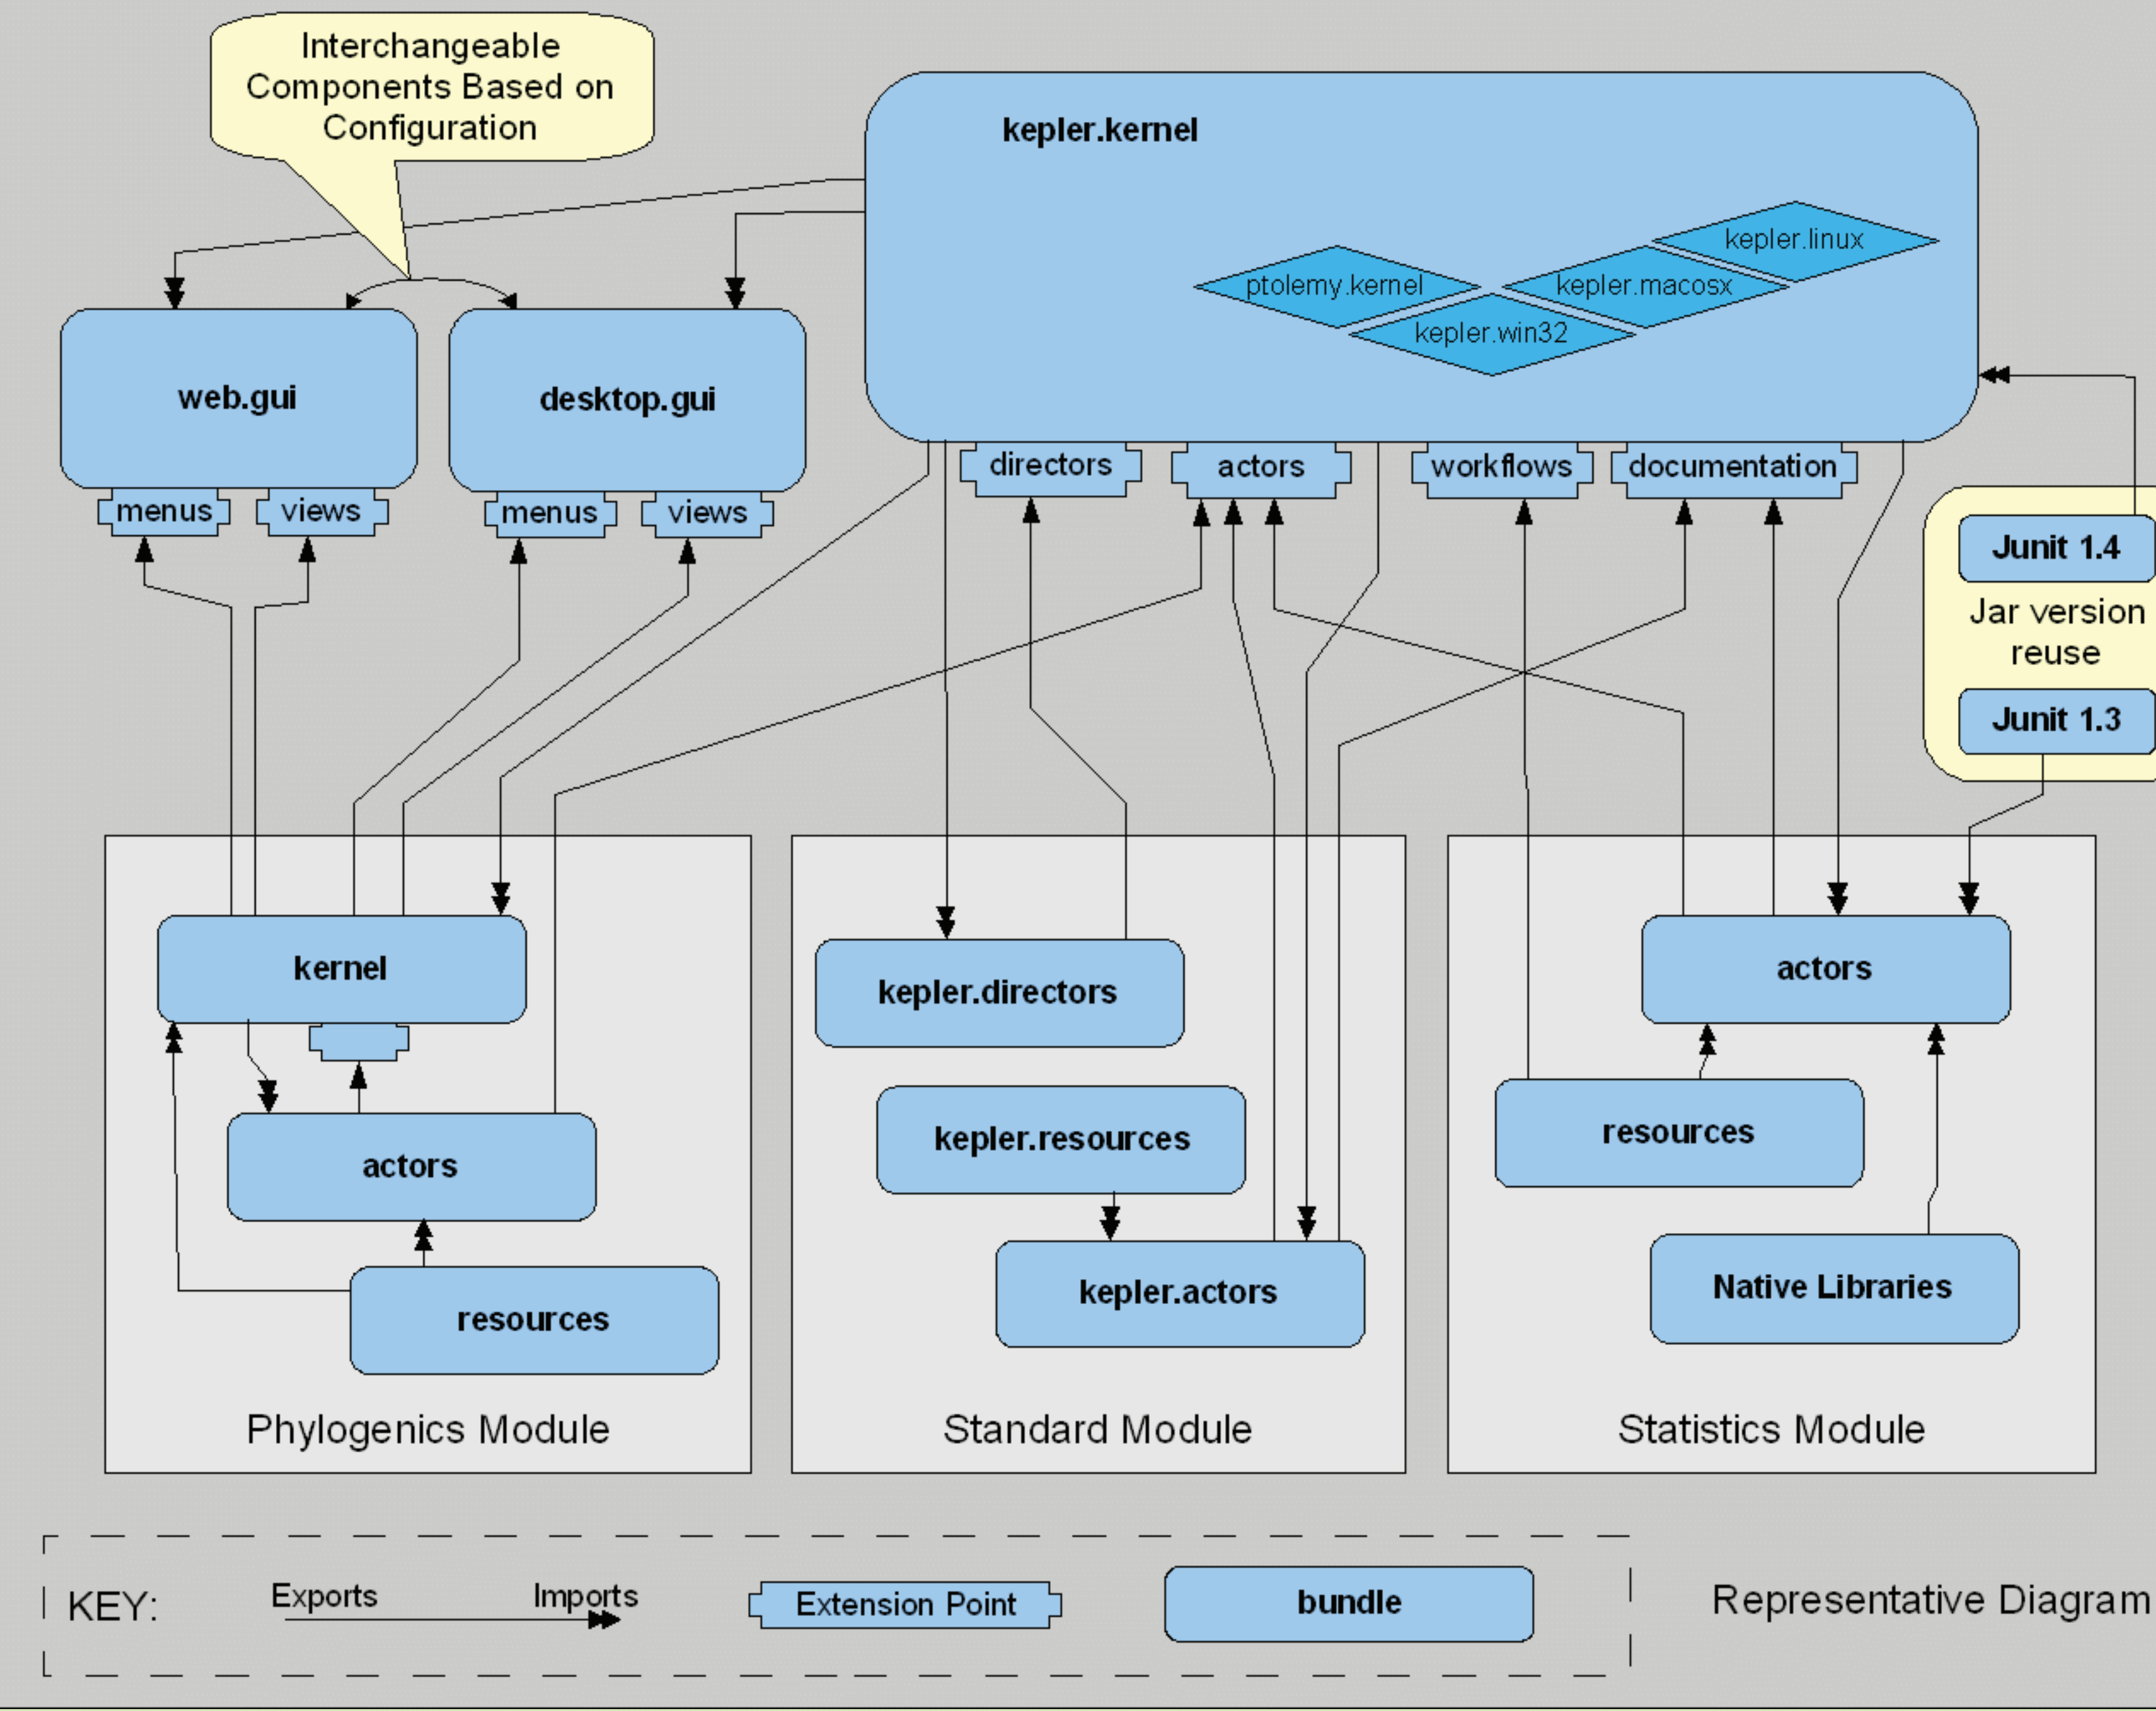 Interchangeable
Components Based on
Configuration
kepler.kernel
kepler.linux
ptolemy.kernel
kepler.macosx
kepler.win32
web.gui
desktop.gui
directors
actors
workflows
documentation
menus
views
menus
views
Junit 1.4
Jar version
reuse
Junit 1.3
kernel
actors
resources
Phylogenics Module
kepler.directors
kepler.resources
kepler.actors
Standard Module
actors
resources
Native Libraries
Statistics Module
KEY:
Exports
Imports
Extension Point
bundle
Representative Diagram